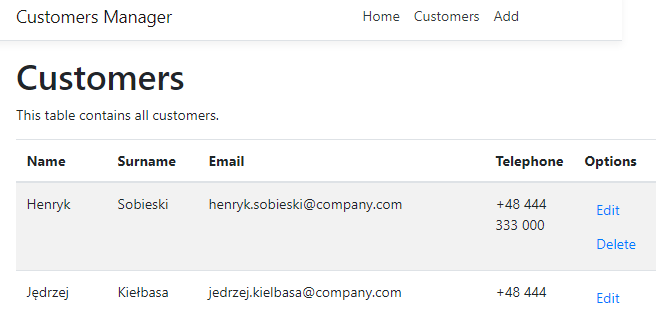 Customers Manager Home Customers Add
Customers
This table contains all customers.
Name Surname Email Telephone Options
Henryk Sobieski henryk.sobieski@company.com +48 444 Edit
333 000
Delete
Jędrzej Kiełbasa jedrzej.kielbasa@company.com +48 444 Edit